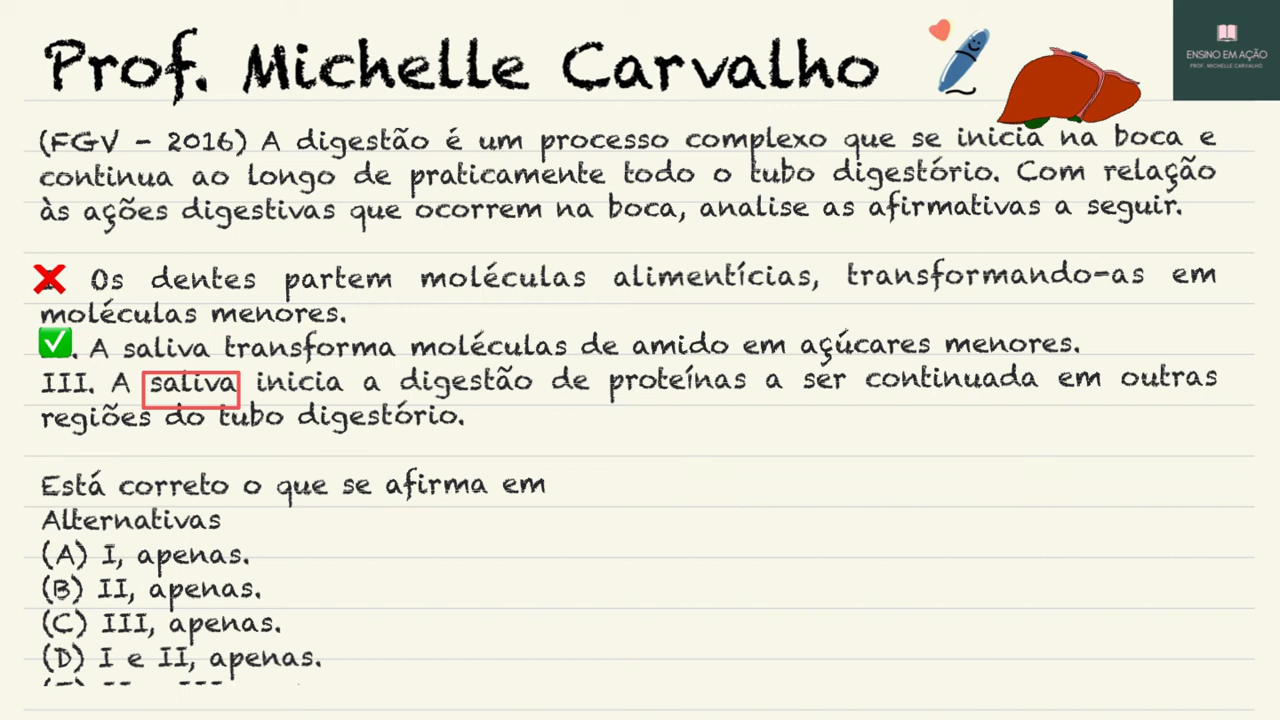 Prof. Michelle Carvalho
ENSINO EM AÇÃO
PROF. MICHELLE CARVALHO
(FGV - 2016) A digestão é um processo complexo que se inicia na boca e
continua ao longo de praticamente todo o tubo digestório. Com relação
às ações digestivas que ocorrem na boca, analise as afirmativas a seguir.
Os dentes partem moléculas alimentícias, transformando-as em
moléculas menores.
. A saliva transforma moléculas de amido em açúcares menores.
III. A saliva inicia a digestão de proteínas a ser continuada em outras
regiões do tubo digestório.
Está correto o que se afirma em
Alternativas
(A) I, apenas.
(B) II, apenas.
(C) III, apenas.
(D) I e II, apenas.